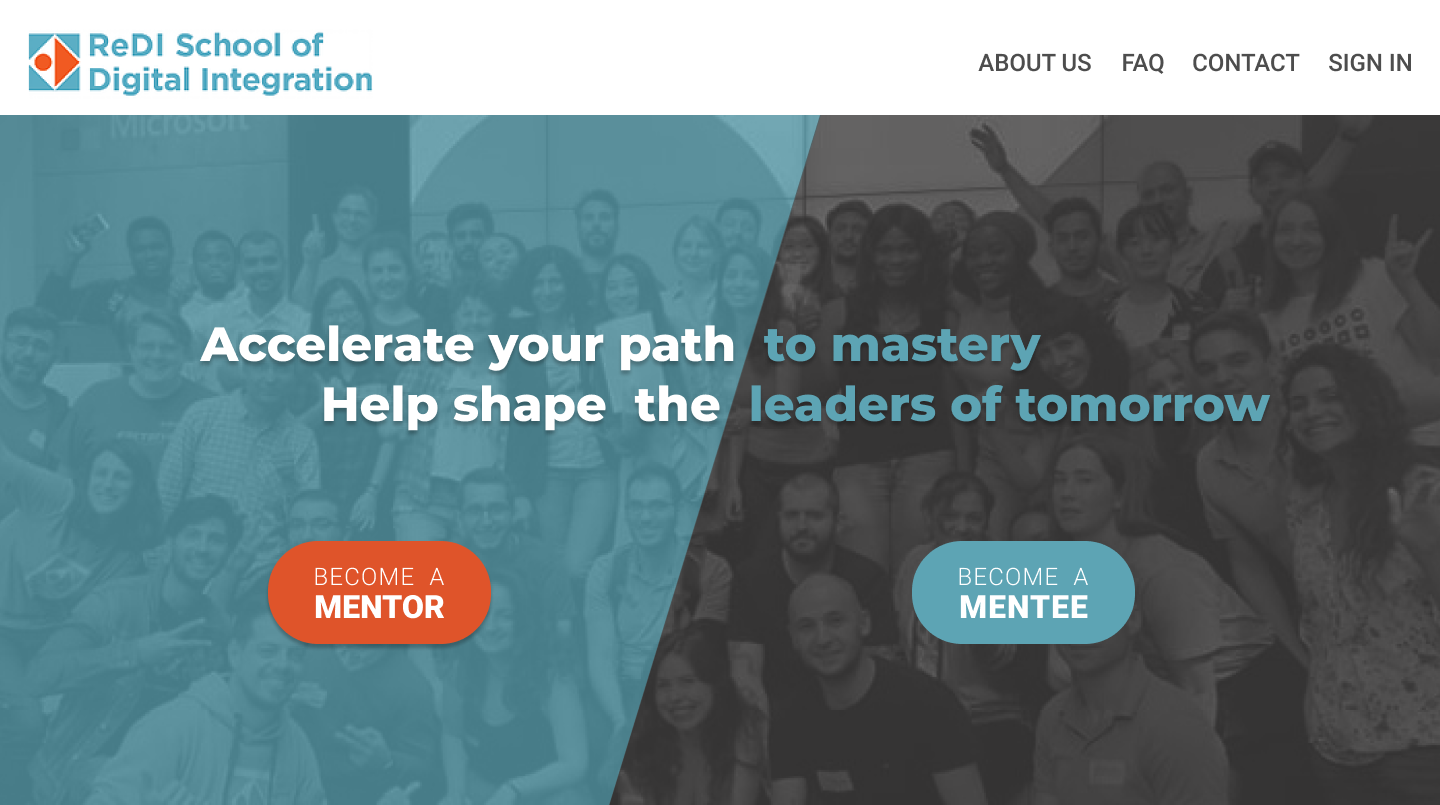 ReDI School of
Digital Integration
ABOUT US FAQ CONTACT SIGN IN
Microsoft
Accelerate your path to mastery
Help shape the leaders of tomorrow
BECOME A
MENTOR
BECOME A
MENTEE